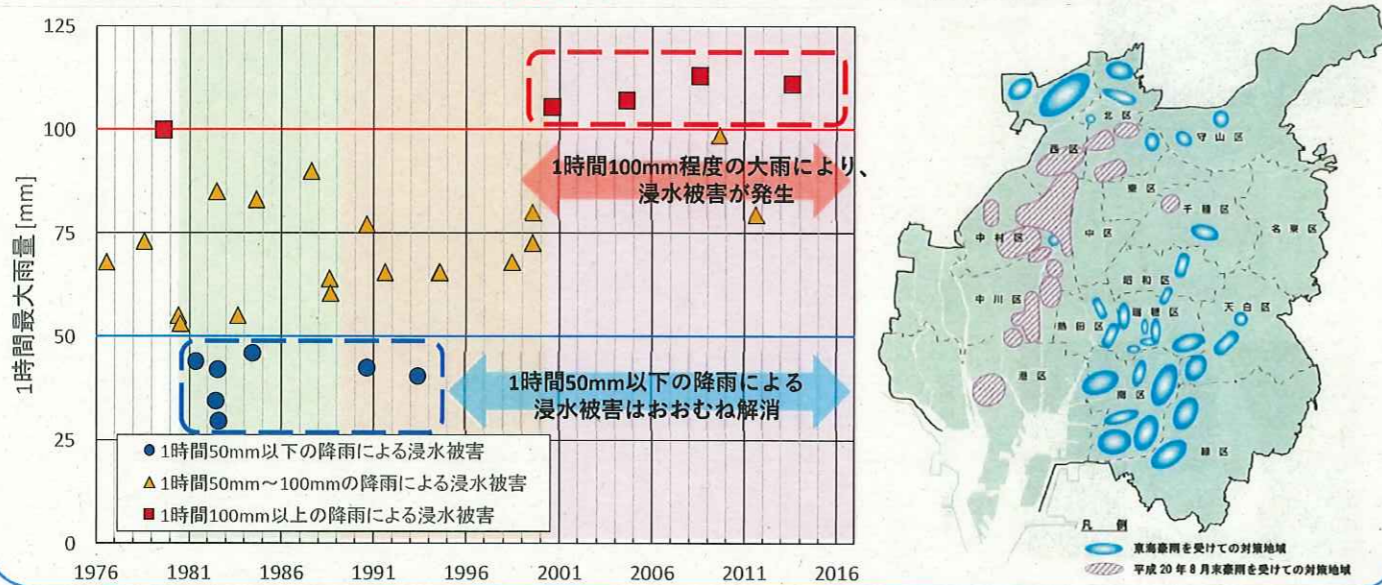 125
100
75
50
25
0
1時間最大雨量 [mm]
1976
1981
1986
1991
1996
2001
2006
2011
2016
1時間100mm程度の大雨により、
浸水被害が発生
1時間50mm以下の降雨による
浸水被害はおおむね解消
1時間50mm以下の降雨による浸水被害
1時間50mm～100mmの降雨による浸水被害
1時間100mm以上の降雨による浸水被害
北区
守山区
西区
東区
千種区
名東区
中村区
中区
昭和区
中川区
瑞穂区
天白区
熱田区
港区
南区
緑区
凡 例
東海豪雨を受けての対策地域
平成20年8月末豪雨を受けての対策地域